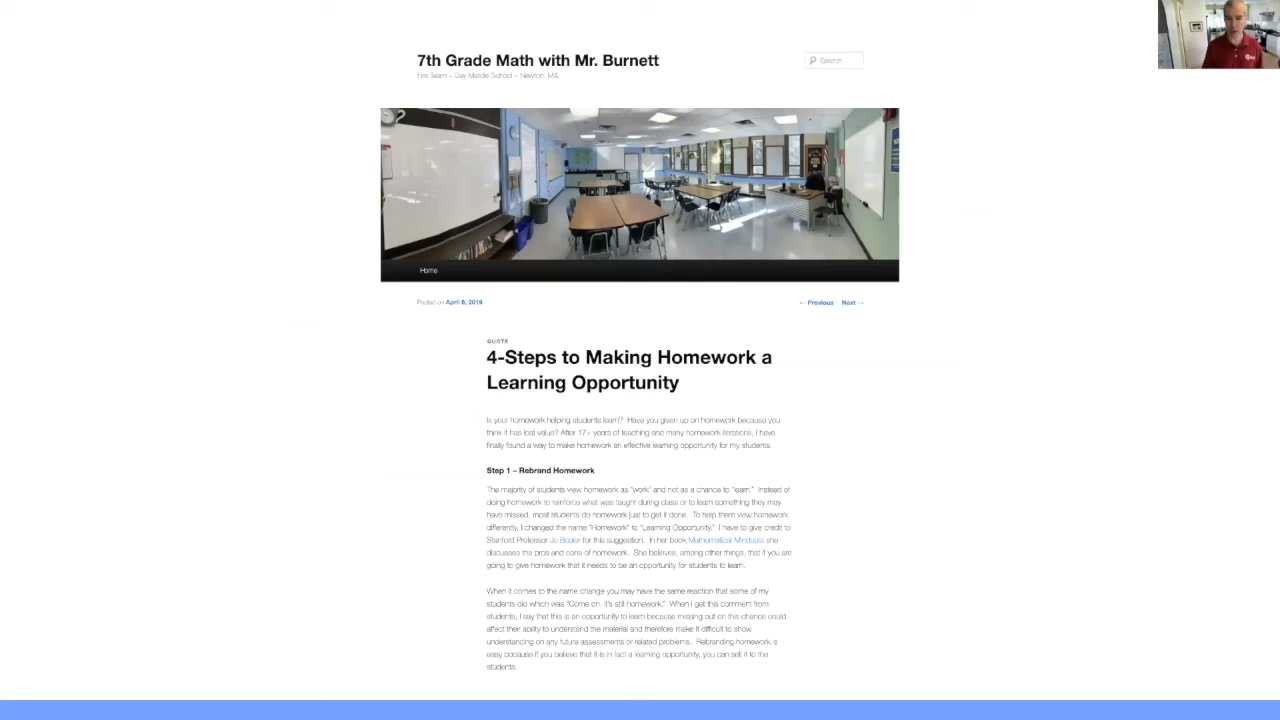 7th Grade Math with Mr. Burnett
Fire Team – Day Middle School – Newton, MA
Search
Home
Posted on April 6, 2019
← Previous Next →
QUOTE
4-Steps to Making Homework a
Learning Opportunity
Is your homework helping students learn? Have you given up on homework because you
think it has lost value? After 17+ years of teaching and many homework iterations, I have
finally found a way to make homework an effective learning opportunity for my students.
Step 1 – Rebrand Homework
The majority of students view homework as "work" and not as a chance to "learn." Instead of
doing homework to reinforce what was taught during class or to learn something they may
have missed, most students do homework just to get it done. To help them view homework
differently, I changed the name "Homework" to "Learning Opportunity." I have to give credit to
Stanford Professor Jo Boaler for this suggestion. In her book Mathematical Mindsets she
discusses the pros and cons of homework. She believes, among other things, that if you are
going to give homework that it needs to be an opportunity for students to learn.
When it comes to the name change you may have the same reaction that some of my
students did which was "Come on, it's still homework." When I get this comment from
students, I say that this is an opportunity to learn because missing out on this chance could
affect their ability to understand the material and therefore make it difficult to show
understanding on any future assessments or related problems. Rebranding homework is
easy because if you believe that it is in fact a learning opportunity, you can sell it to the
students.